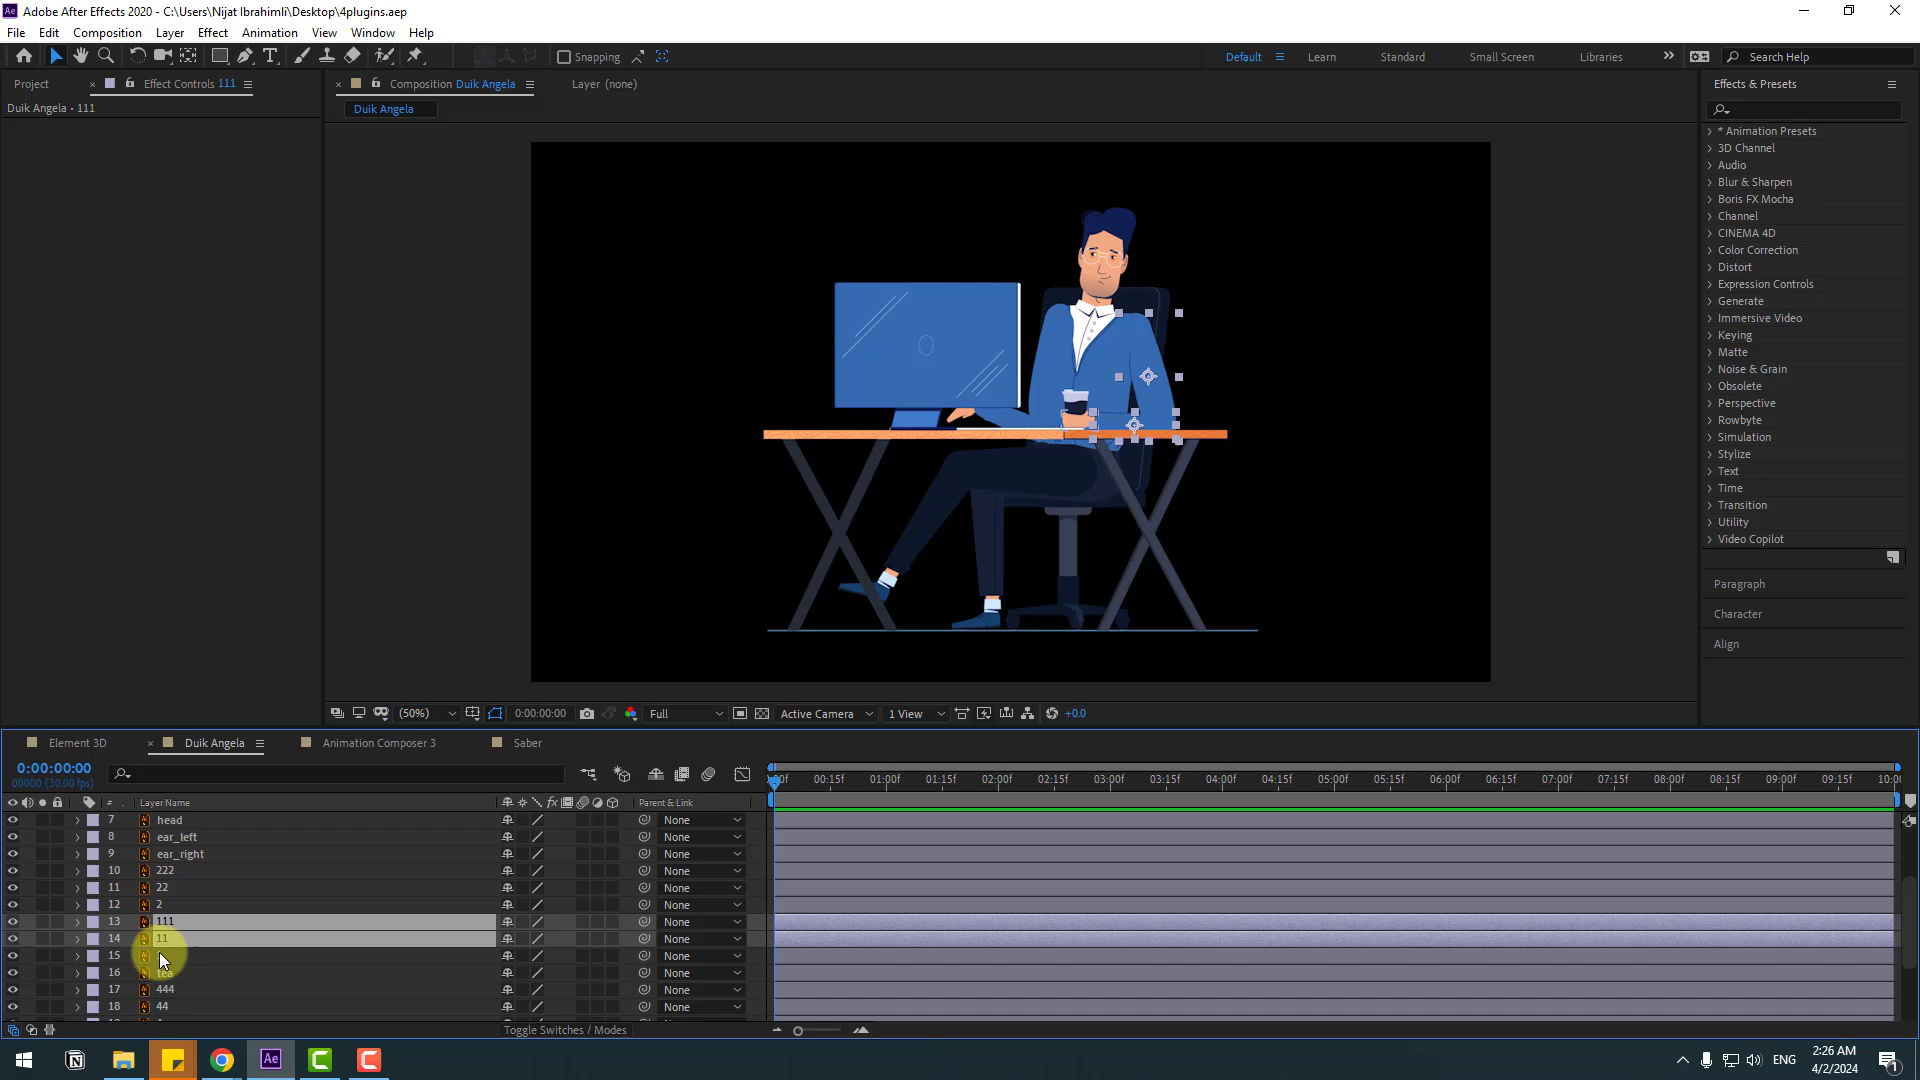 Adobe After Effects 2020 - C:\Users\Nijat Ibrahimli\Desktop\4plugins.aep
File Edit Composition Layer Effect Animation View Window Help
Snapping Default Learn Standard Small Screen Libraries Search Help
Project Effect Controls 111 Composition Duik Angela Layer (none) Effects & Presets
Duik Angela • 111
Duik Angela
* Animation Presets
3D Channel
Audio
Blur & Sharpen
Boris FX Mocha
Channel
CINEMA 4D
Color Correction
Distort
Expression Controls
Generate
Immersive Video
Keying
Matte
Noise & Grain
Obsolete
Perspective
Rowbyte
Simulation
Stylize
Text
Time
Transition
Utility
Video Copilot
Paragraph
Character
Align
(50%) 0:00:00:00 Full Active Camera 1 View +0.0
Element 3D Duik Angela Animation Composer 3 Saber
0:00:00:00
00000 (30.00 fps)
00:15f 01:00f 01:15f 02:00f 02:15f 03:00f 03:15f 04:00f 04:15f 05:00f 05:15f 06:00f 06:15f 07:00f 07:15f 08:00f 08:15f 09:00f 09:15f
# Layer Name Parent & Link
7 head None
8 ear_left None
9 ear_right None
10 222 None
11 22 None
12 2 None
13 111 None
14 11 None
15 None
16 tea None
17 444 None
18 44 None
Toggle Switches / Modes
ENG 2:26 AM
4/2/2024